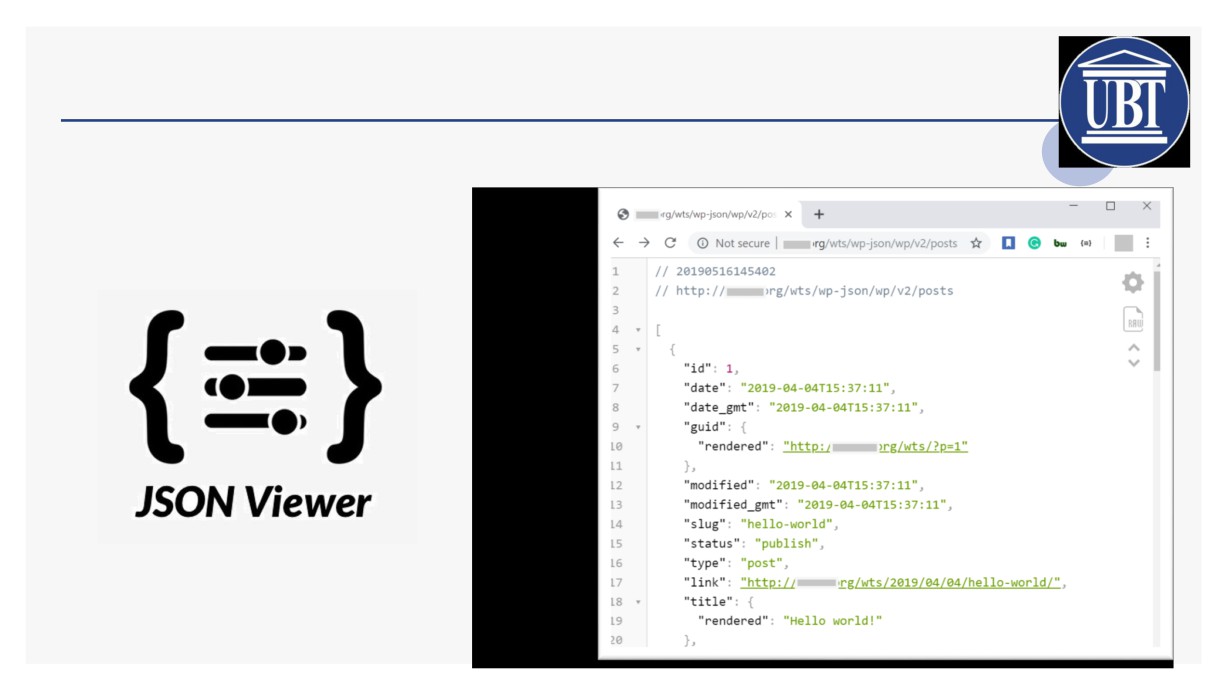 UBT
JSON Viewer
rg/wts/wp-json/wp/v2/pos
Not secure | rg/wts/wp-json/wp/v2/posts
bw {=}
1 // 20190516145402
2 // http:// rg/wts/wp-json/wp/v2/posts
3
4 [
5 {
6 "id": 1,
7 "date": "2019-04-04T15:37:11",
8 "date_gmt": "2019-04-04T15:37:11",
9 "guid": {
10 "rendered": "http:/ rg/wts/?p=1"
11 },
12 "modified": "2019-04-04T15:37:11",
13 "modified_gmt": "2019-04-04T15:37:11",
14 "slug": "hello-world",
15 "status": "publish",
16 "type": "post",
17 "link": "http:// rg/wts/2019/04/04/hello-world/",
18 "title": {
19 "rendered": "Hello world!"
20 },
RAW